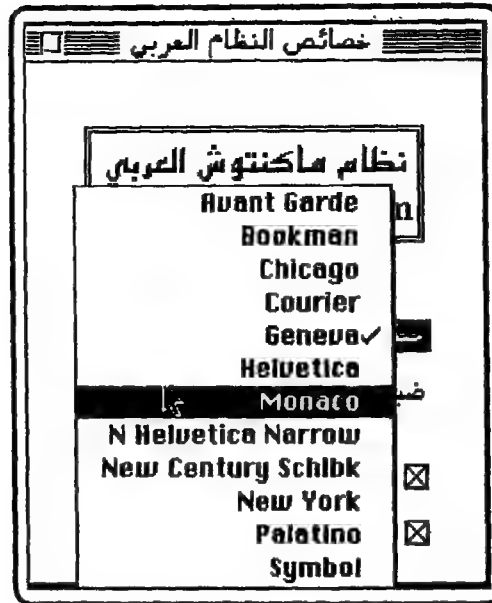 خصائص النظام العربي
نظام ماكنتوش العربي
Avant Garde
Bookman
Chicago
Courier
Geneva✓
Helvetica
Monaco
N Helvetica Narrow
New Century Schlbk
New York
Palatino
Symbol